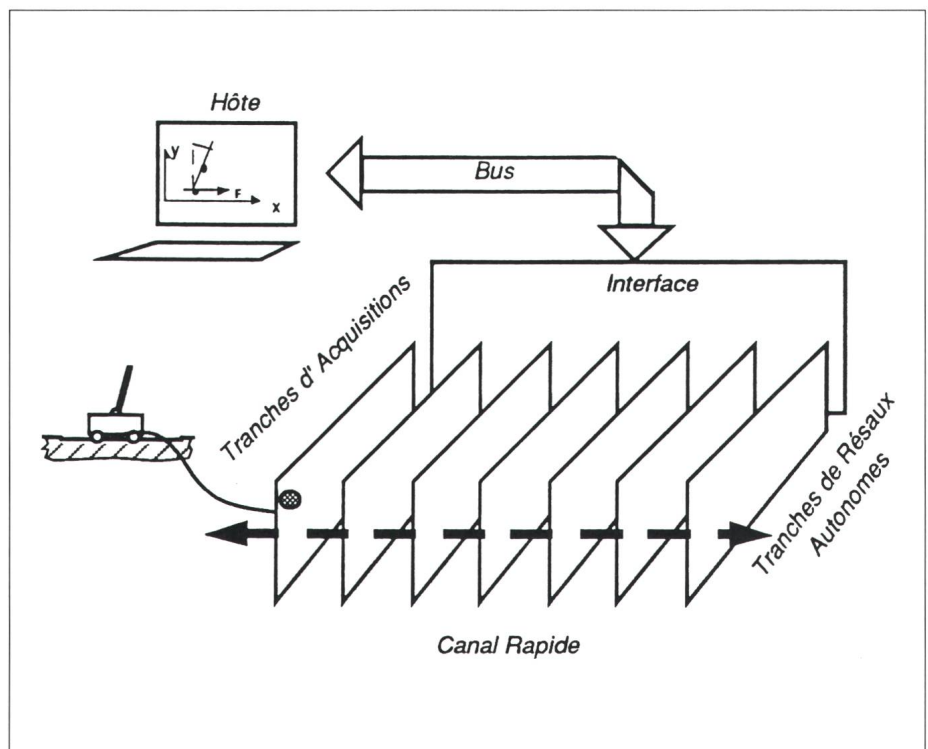 Hôte
Y
F
X
Bus
Interface
Tranches d' Acquisitions
Tranches de Résaux
Autonomes
Canal Rapide